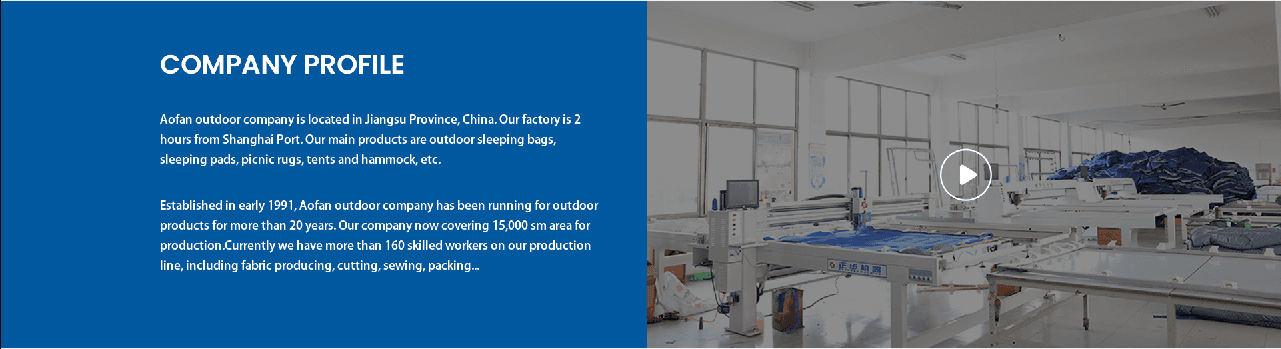 COMPANY PROFILE
Aofan outdoor company is located in Jiangsu Province, China. Our factory is 2
hours from Shanghai Port. Our main products are outdoor sleeping bags,
sleeping pads, picnic rugs, tents and hammock, etc.
Established in early 1991, Aofan outdoor company has been running for outdoor
products for more than 20 years. Our company now covering 15,000 sm area for
production.Currently we have more than 160 skilled workers on our production
line, including fabric producing, cutting, sewing, packing...